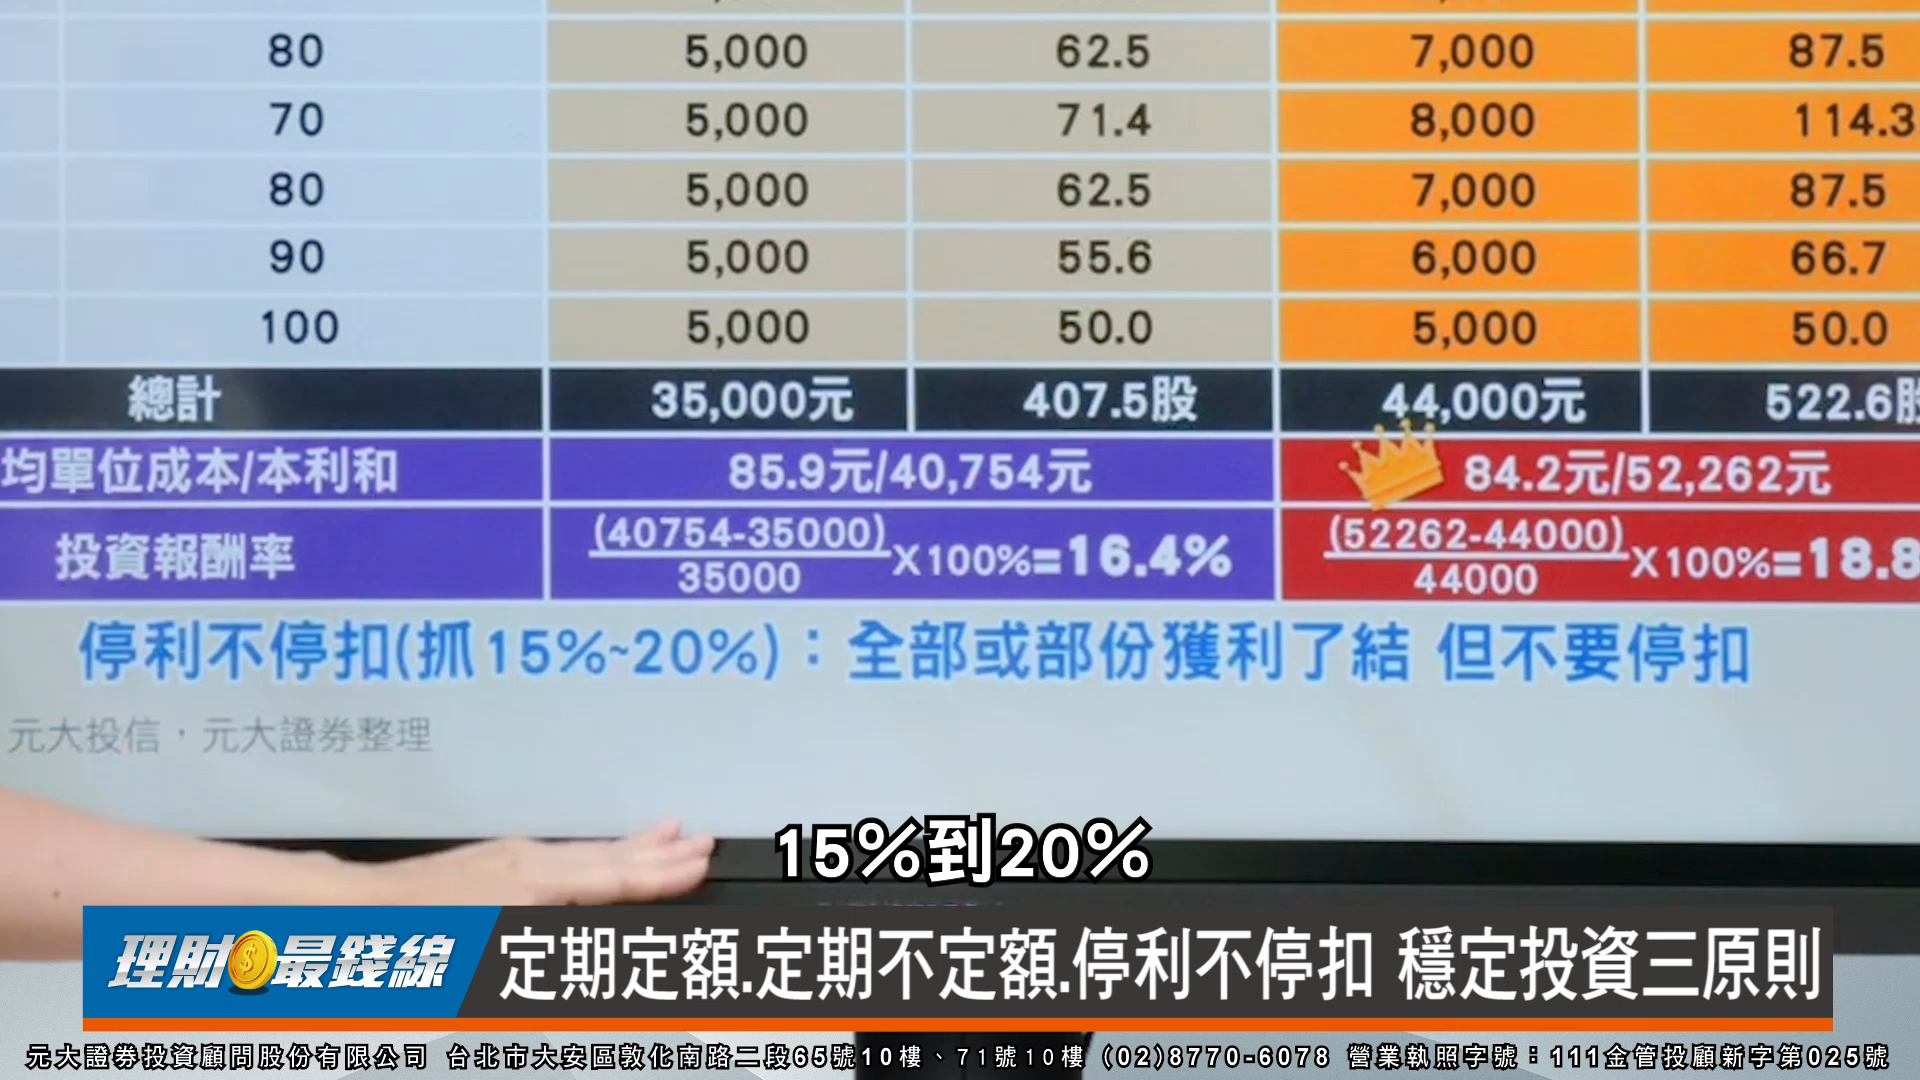 80 5,000 62.5 7,000 87.5
70 5,000 71.4 8,000 114.3
80 5,000 62.5 7,000 87.5
90 5,000 55.6 6,000 66.7
100 5,000 50.0 5,000 50.0
總計 35,000元 407.5股 44,000元 522.6股
均單位成本/本利和 85.9元/40,754元 84.2元/52,262元
投資報酬率 (40754-35000) X100%=16.4% (52262-44000) X100%=18.8
35000 44000
停利不停扣(抓15%~20%)：全部或部份獲利了結 但不要停扣
元大投信，元大證券整理
15%到20%
理財最錢線 定期定額.定期不定額.停利不停扣 穩定投資三原則
元大證券投資顧問股份有限公司 台北市大安區敦化南路二段65號10樓、71號10樓 (02)8770-6078 營業執照字號：111金管投顧新字第025號